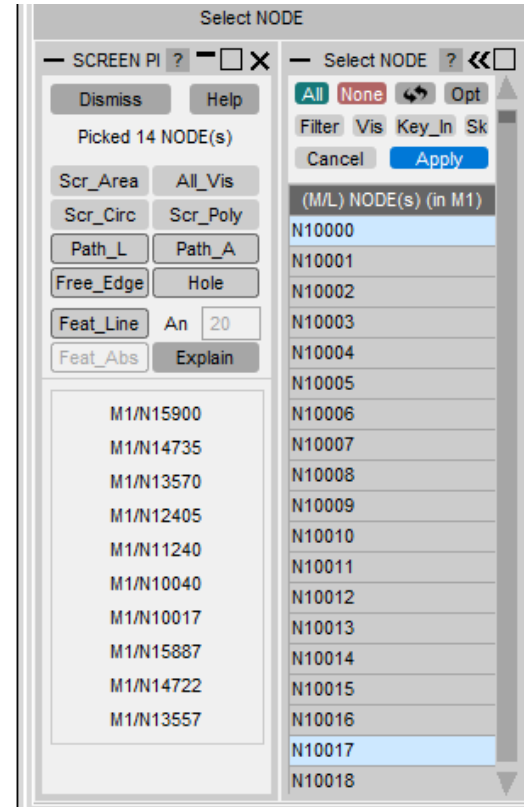 Select NODE
SCREEN PI ?
Dismiss Help
Picked 14 NODE(s)
Scr_Area All_Vis
Scr_Circ Scr_Poly
Path_L Path_A
Free_Edge Hole
Feat_Line An 20
Feat_Abs Explain
M1/N15900
M1/N14735
M1/N13570
M1/N12405
M1/N11240
M1/N10040
M1/N10017
M1/N15887
M1/N14722
M1/N13557
Select NODE ?
All None Opt
Filter Vis Key_In Sk
Cancel Apply
(M/L) NODE(s) (in M1)
N10000
N10001
N10002
N10003
N10004
N10005
N10006
N10007
N10008
N10009
N10010
N10011
N10012
N10013
N10014
N10015
N10016
N10017
N10018